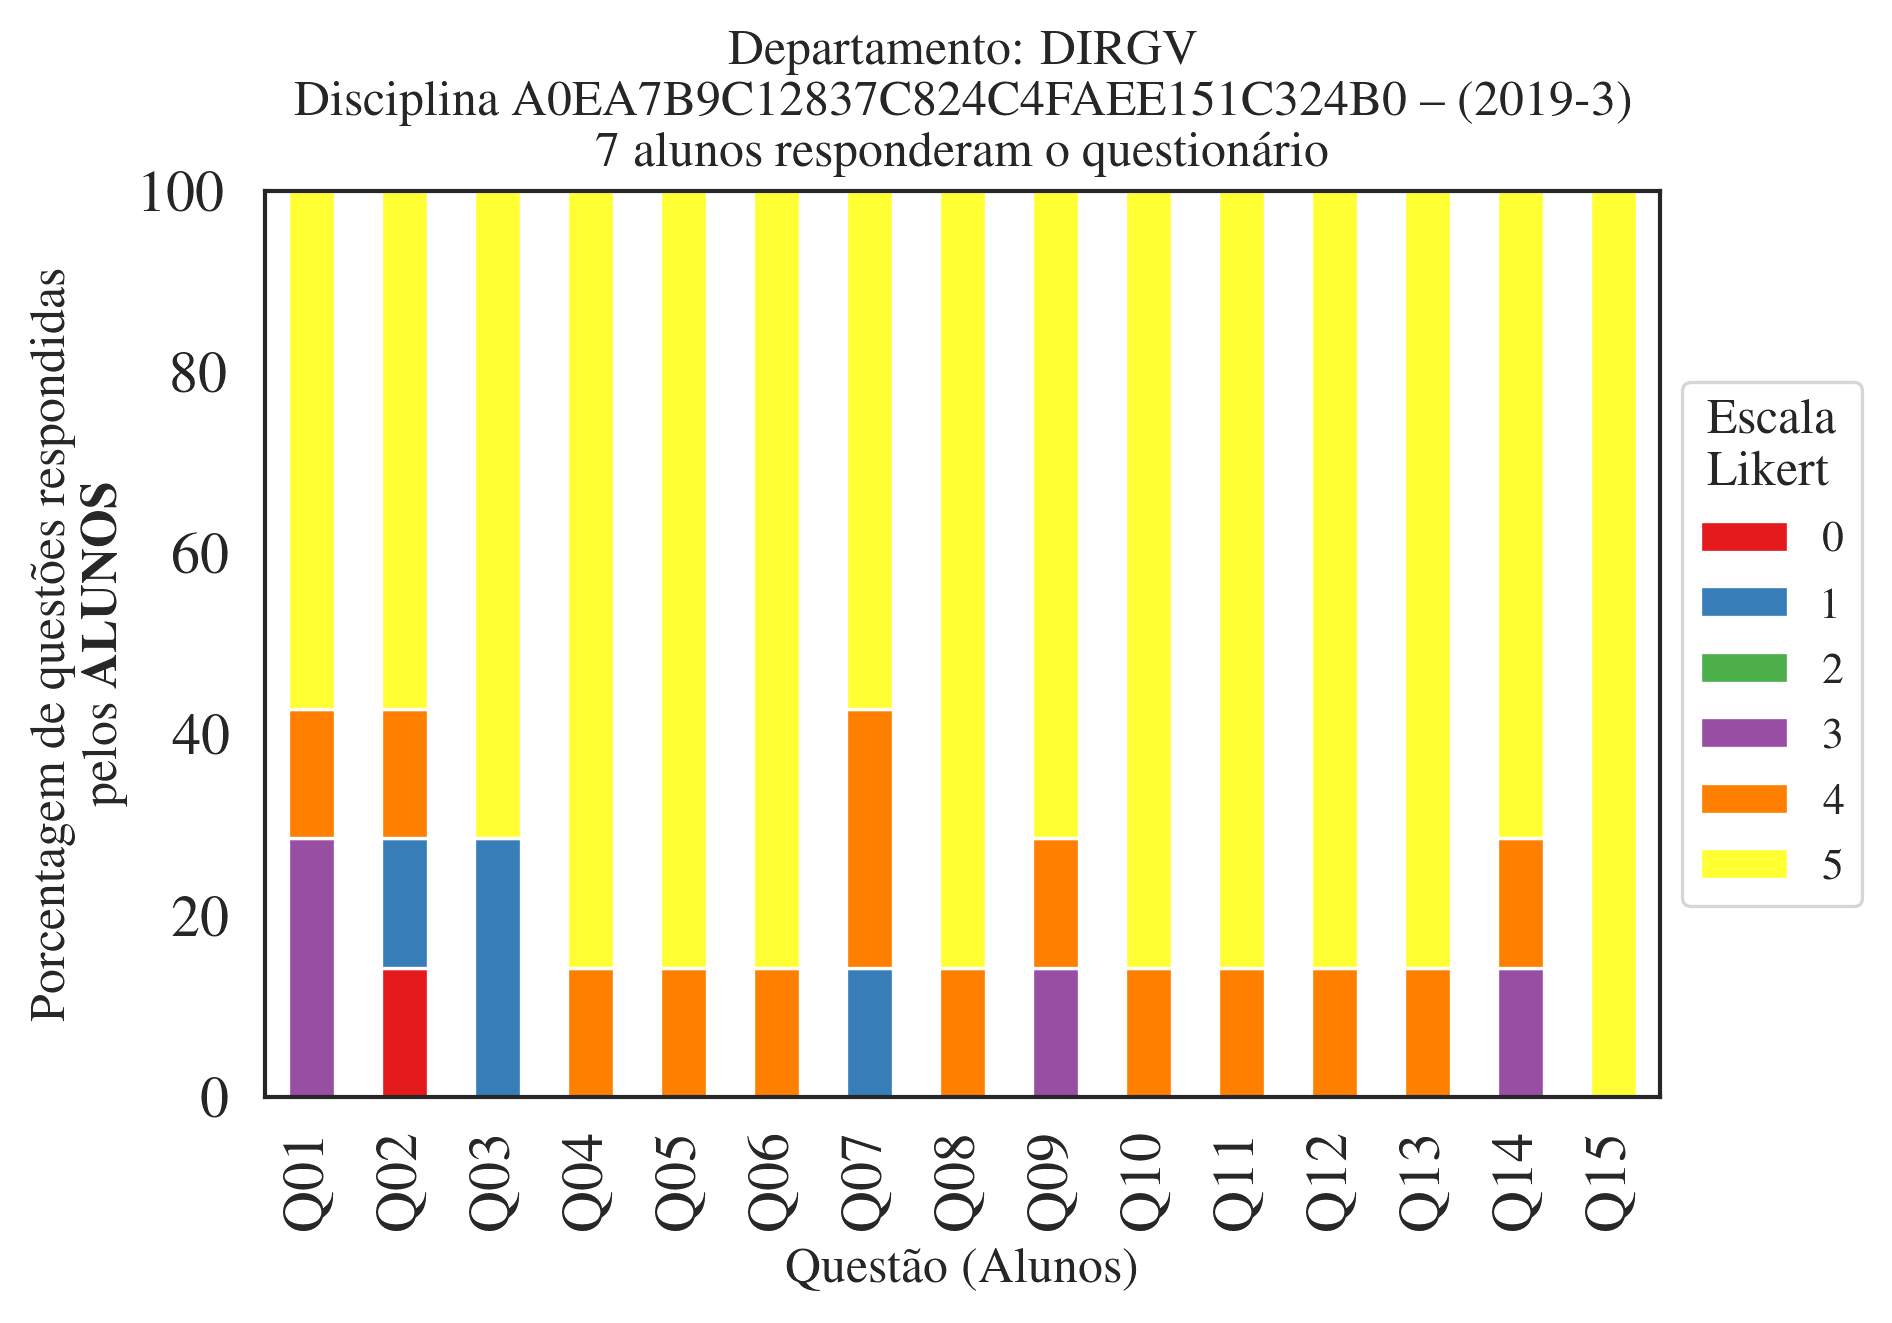 Departamento: DIRGV
Disciplina A0EA7B9C12837C824C4FAEE151C324B0 – (2019-3)
7 alunos responderam o questionário
Porcentagem de questões respondidas
pelos ALUNOS
100
80
60
40
20
0
Q01
Q02
Q03
Q04
Q05
Q06
Q07
Q08
Q09
Q10
Q11
Q12
Q13
Q14
Q15
Questão (Alunos)
Escala
Likert
0
1
2
3
4
5